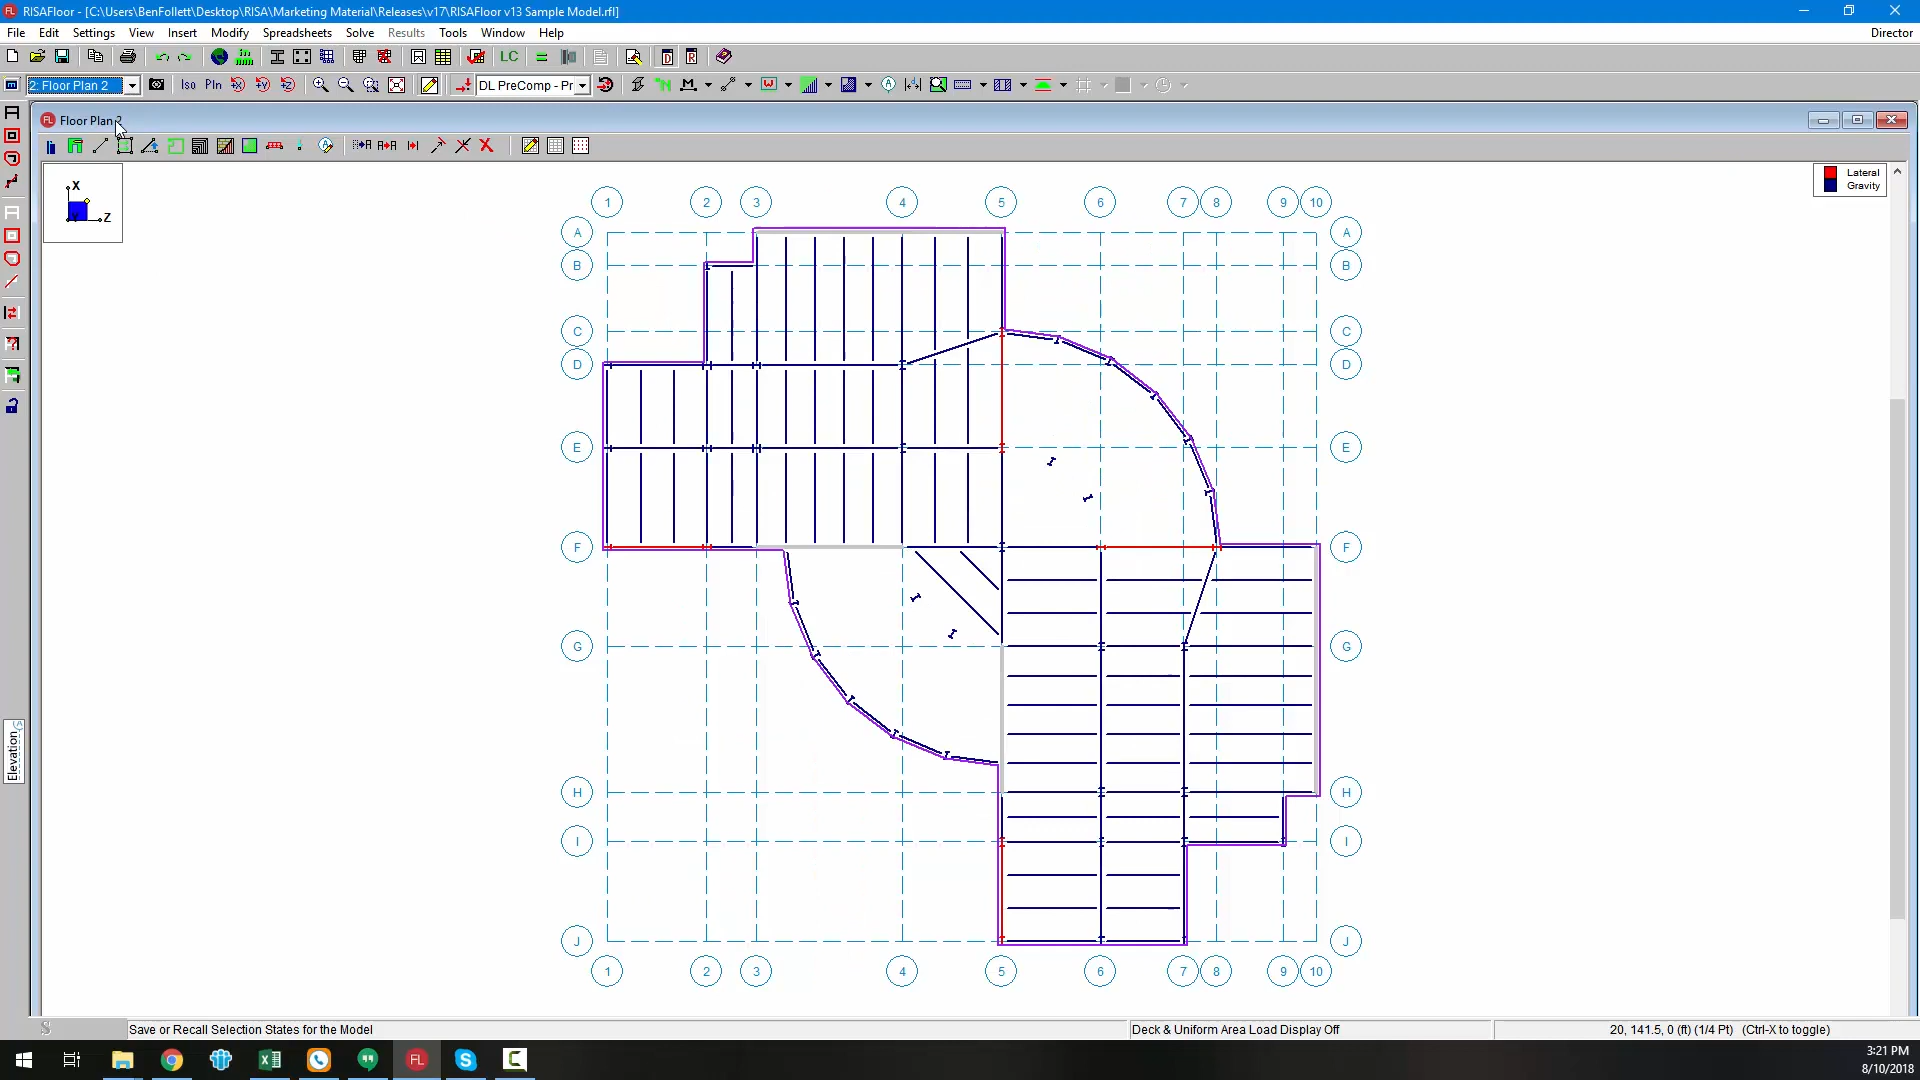 RISAFloor - [C:\Users\BenFollett\Desktop\RISA\Marketing Material\Releases\v17\RISAFloor v13 Sample Model.rfl]
File Edit Settings View Insert Modify Spreadsheets Solve Results Tools Window Help Director
LC
2: Floor Plan 2 Iso Pln DL PreComp - Pr
Floor Plan 2
X
Y
Z
Lateral
Gravity
1 2 3 4 5 6 7 8 9 10
A A
B B
C C
D D
E E
F F
G G
Elevation
H H
I I
J J
1 2 3 4 5 6 7 8 9 10
S Save or Recall Selection States for the Model Deck & Uniform Area Load Display Off 20, 141.5, 0 (ft) (1/4 Pt) (Ctrl-X to toggle)
3:21 PM
8/10/2018